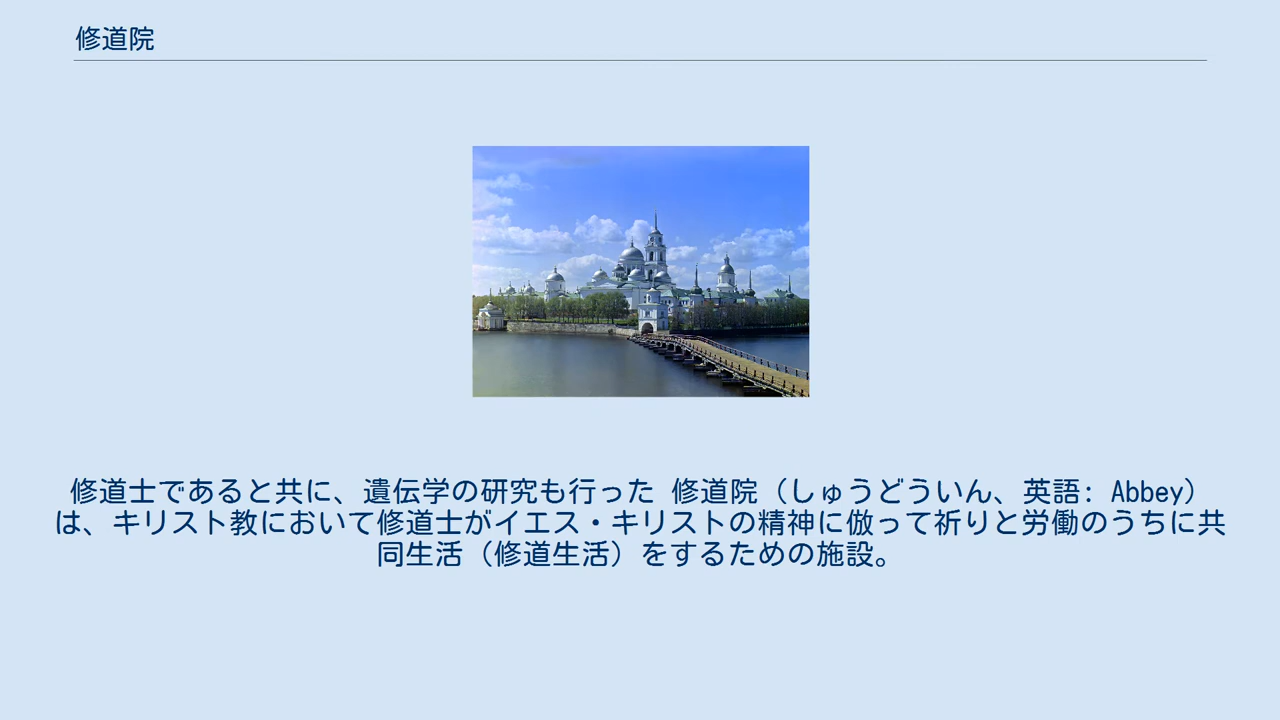 修道院
修道士であると共に、遺伝学の研究も行った 修道院（しゅうどういん、英語: Abbey）
は、キリスト教において修道士がイエス・キリストの精神に倣って祈りと労働のうちに共
同生活（修道生活）をするための施設。